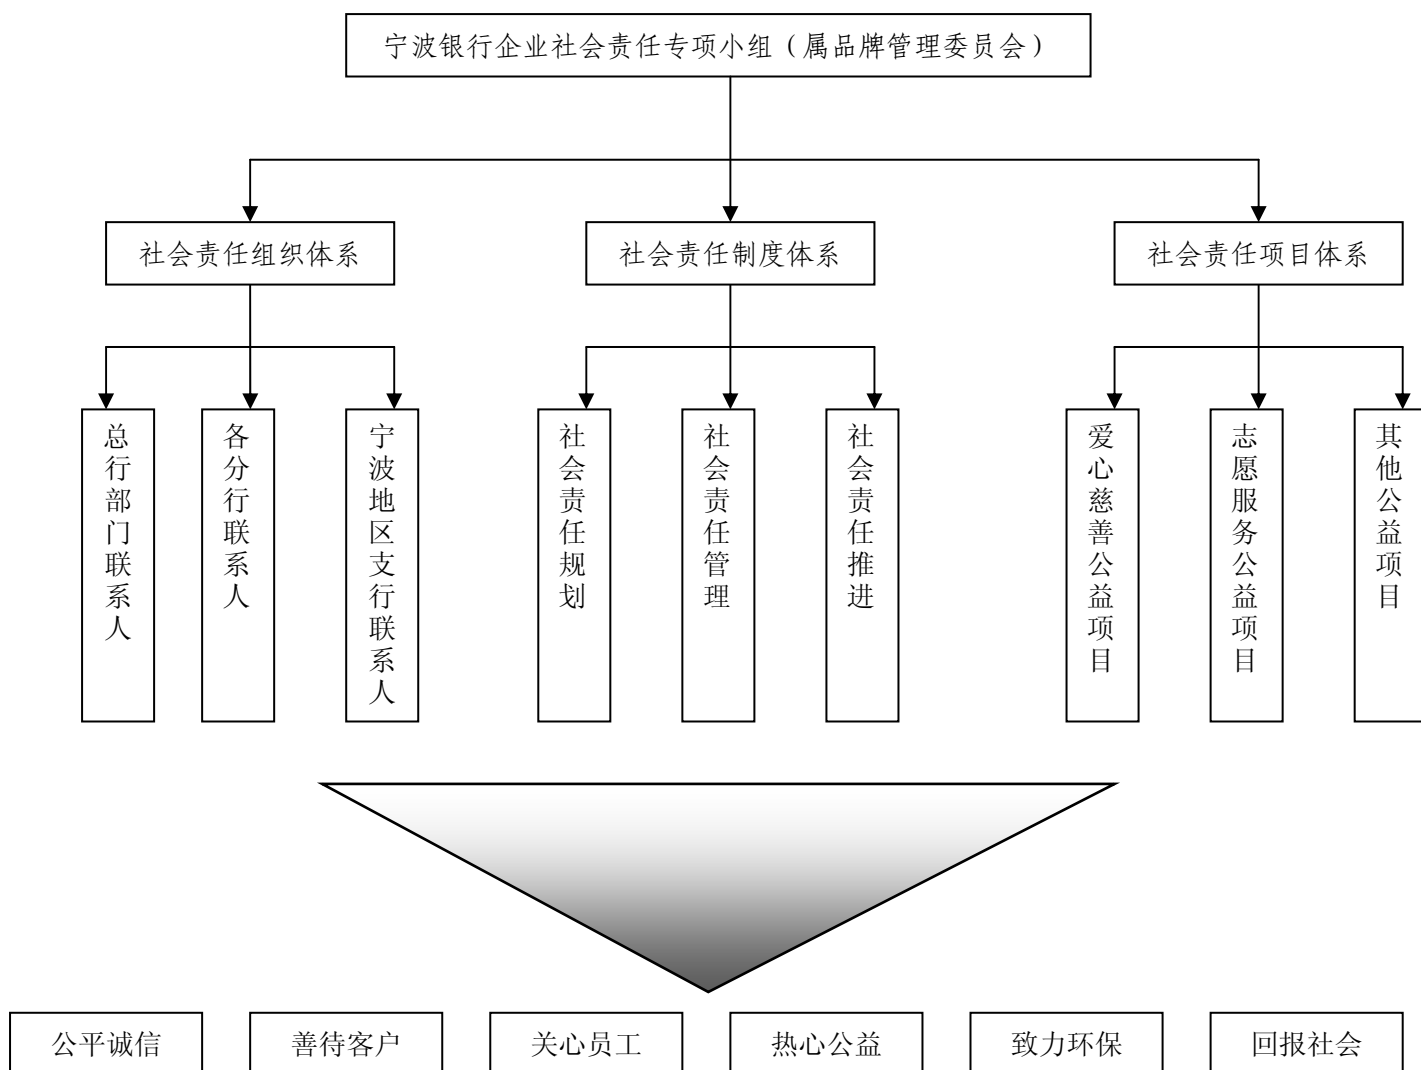 宁波银行企业社会责任专项小组（属品牌管理委员会）
社会责任组织体系
社会责任制度体系
社会责任项目体系
总行部门联系人
各分行联系人
宁波地区支行联系人
社会责任规划
社会责任管理
社会责任推进
爱心慈善公益项目
志愿服务公益项目
其他公益项目
公平诚信
善待客户
关心员工
热心公益
致力环保
回报社会